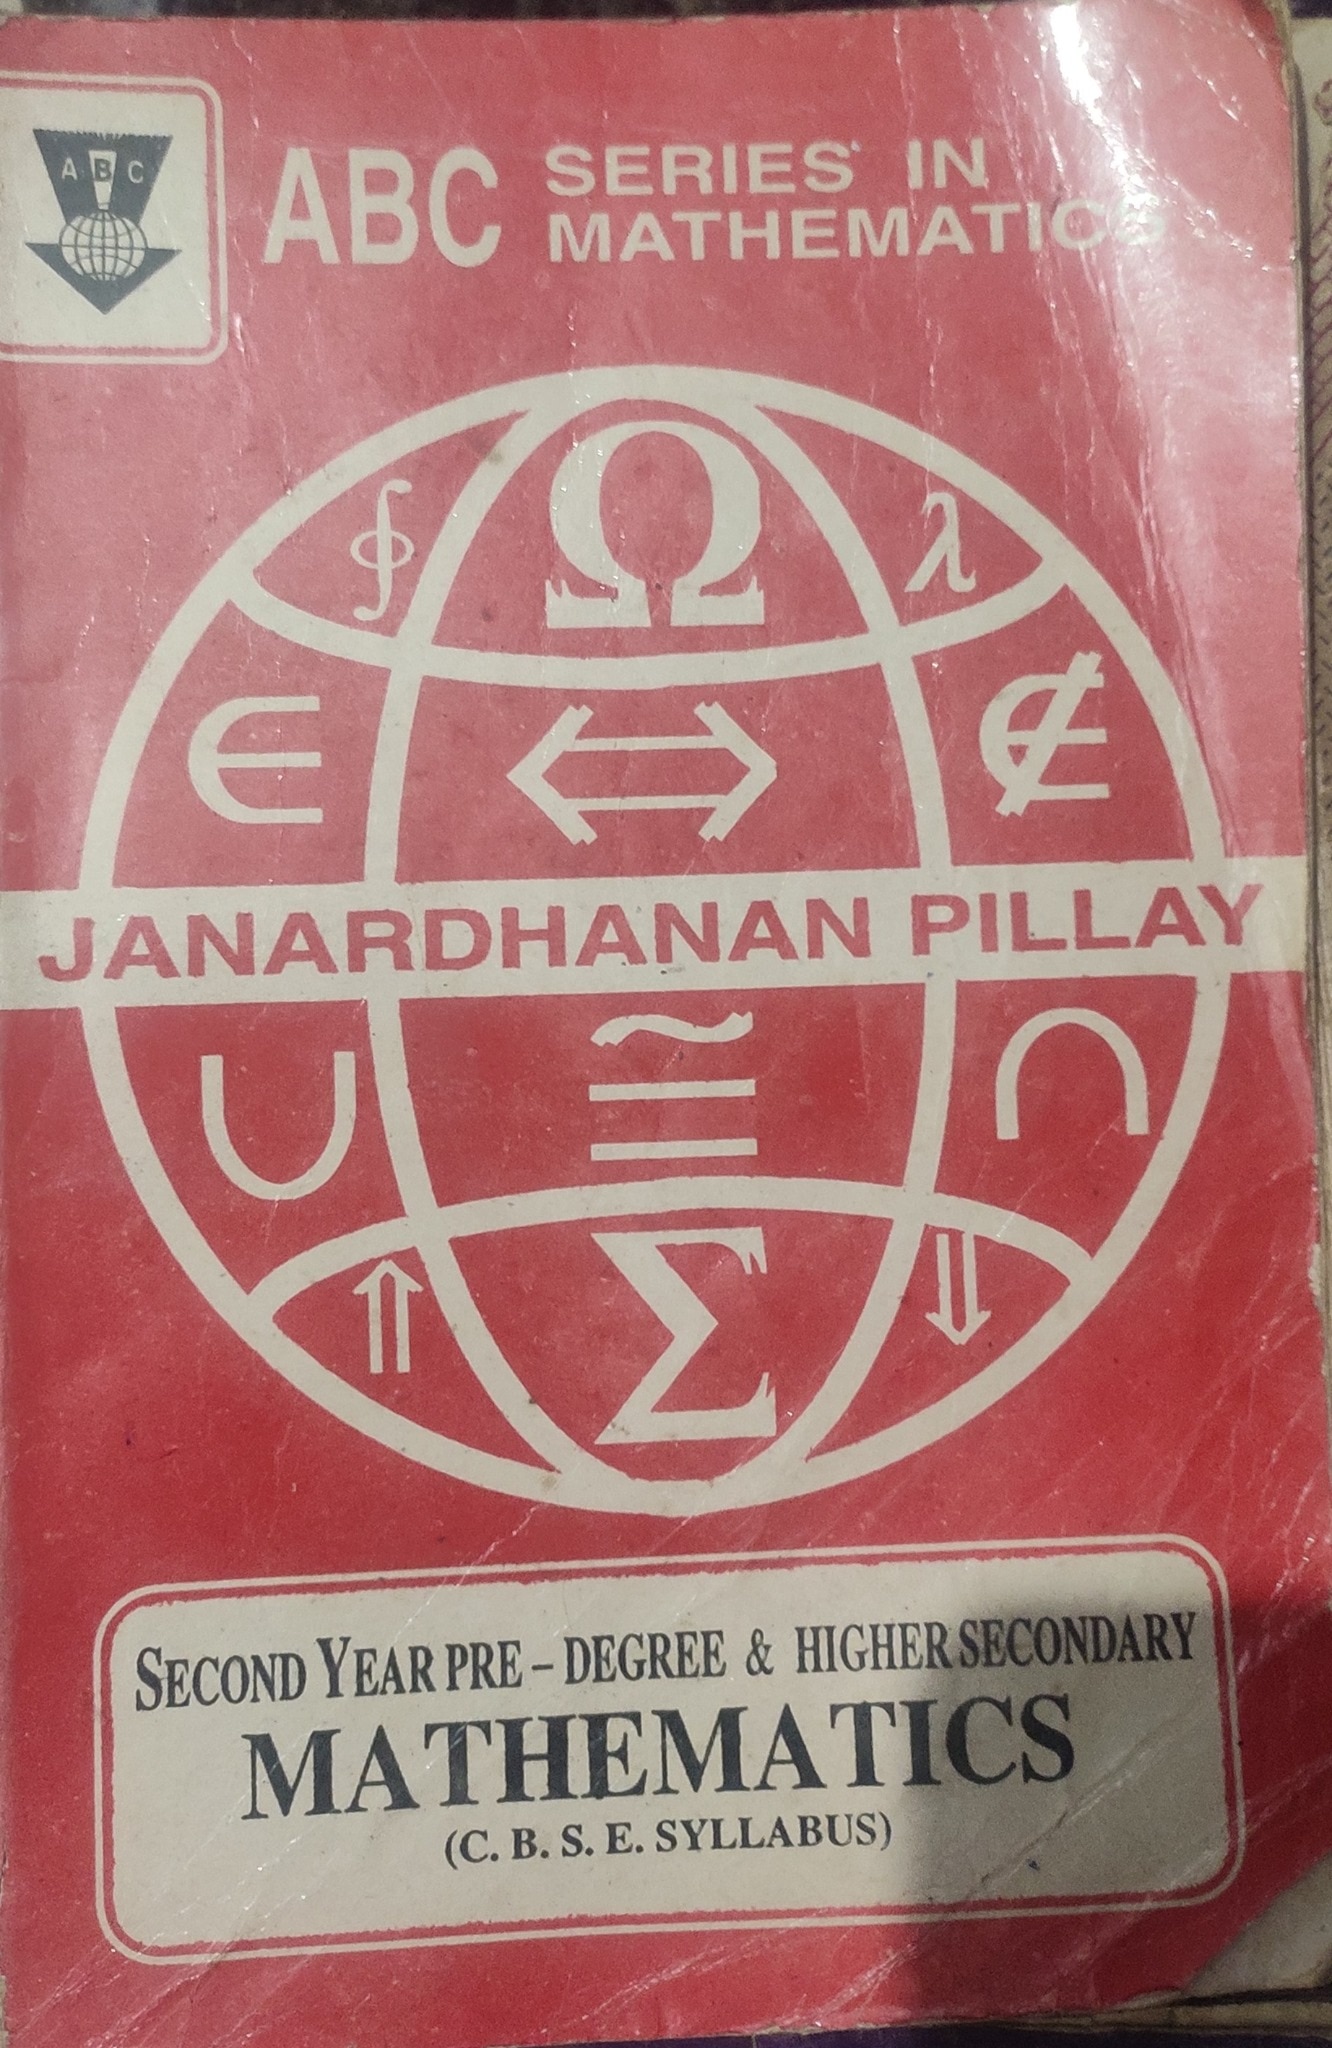 A B C
ABC SERIES IN
MATHEMATICS
∮ Ω λ
∈ ⇔ ∉
JANARDHANAN PILLAY
∪ ≅ ∩
⇑ Σ ⇓
SECOND YEAR PRE – DEGREE & HIGHER SECONDARY
MATHEMATICS
(C. B. S. E. SYLLABUS)